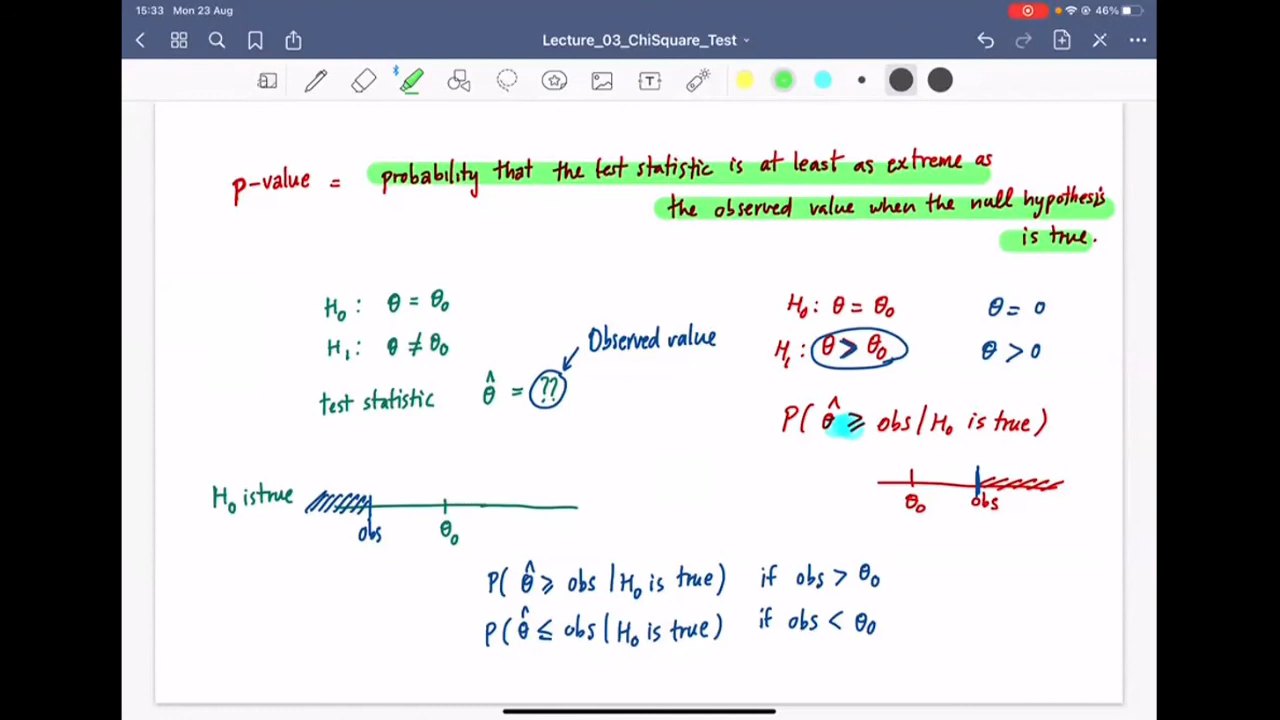 15:33 Mon 23 Aug
46%
Lecture_03_ChiSquare_Test
p-value = probability that the test statistic is at least as extreme as
the observed value when the null hypothesis
is true.
H₀ : θ = θ₀
H₁ : θ ≠ θ₀
Observed value
test statistic θ̂ = ??
H₀ : θ = θ₀ θ = 0
H₁ : θ > θ₀ θ > 0
P( θ̂ ⩾ obs / H₀ is true )
θ₀ obs
H₀ is true
obs θ₀
P( θ̂ ⩾ obs | H₀ is true ) if obs > θ₀
P( θ̂ ≤ obs | H₀ is true ) if obs < θ₀